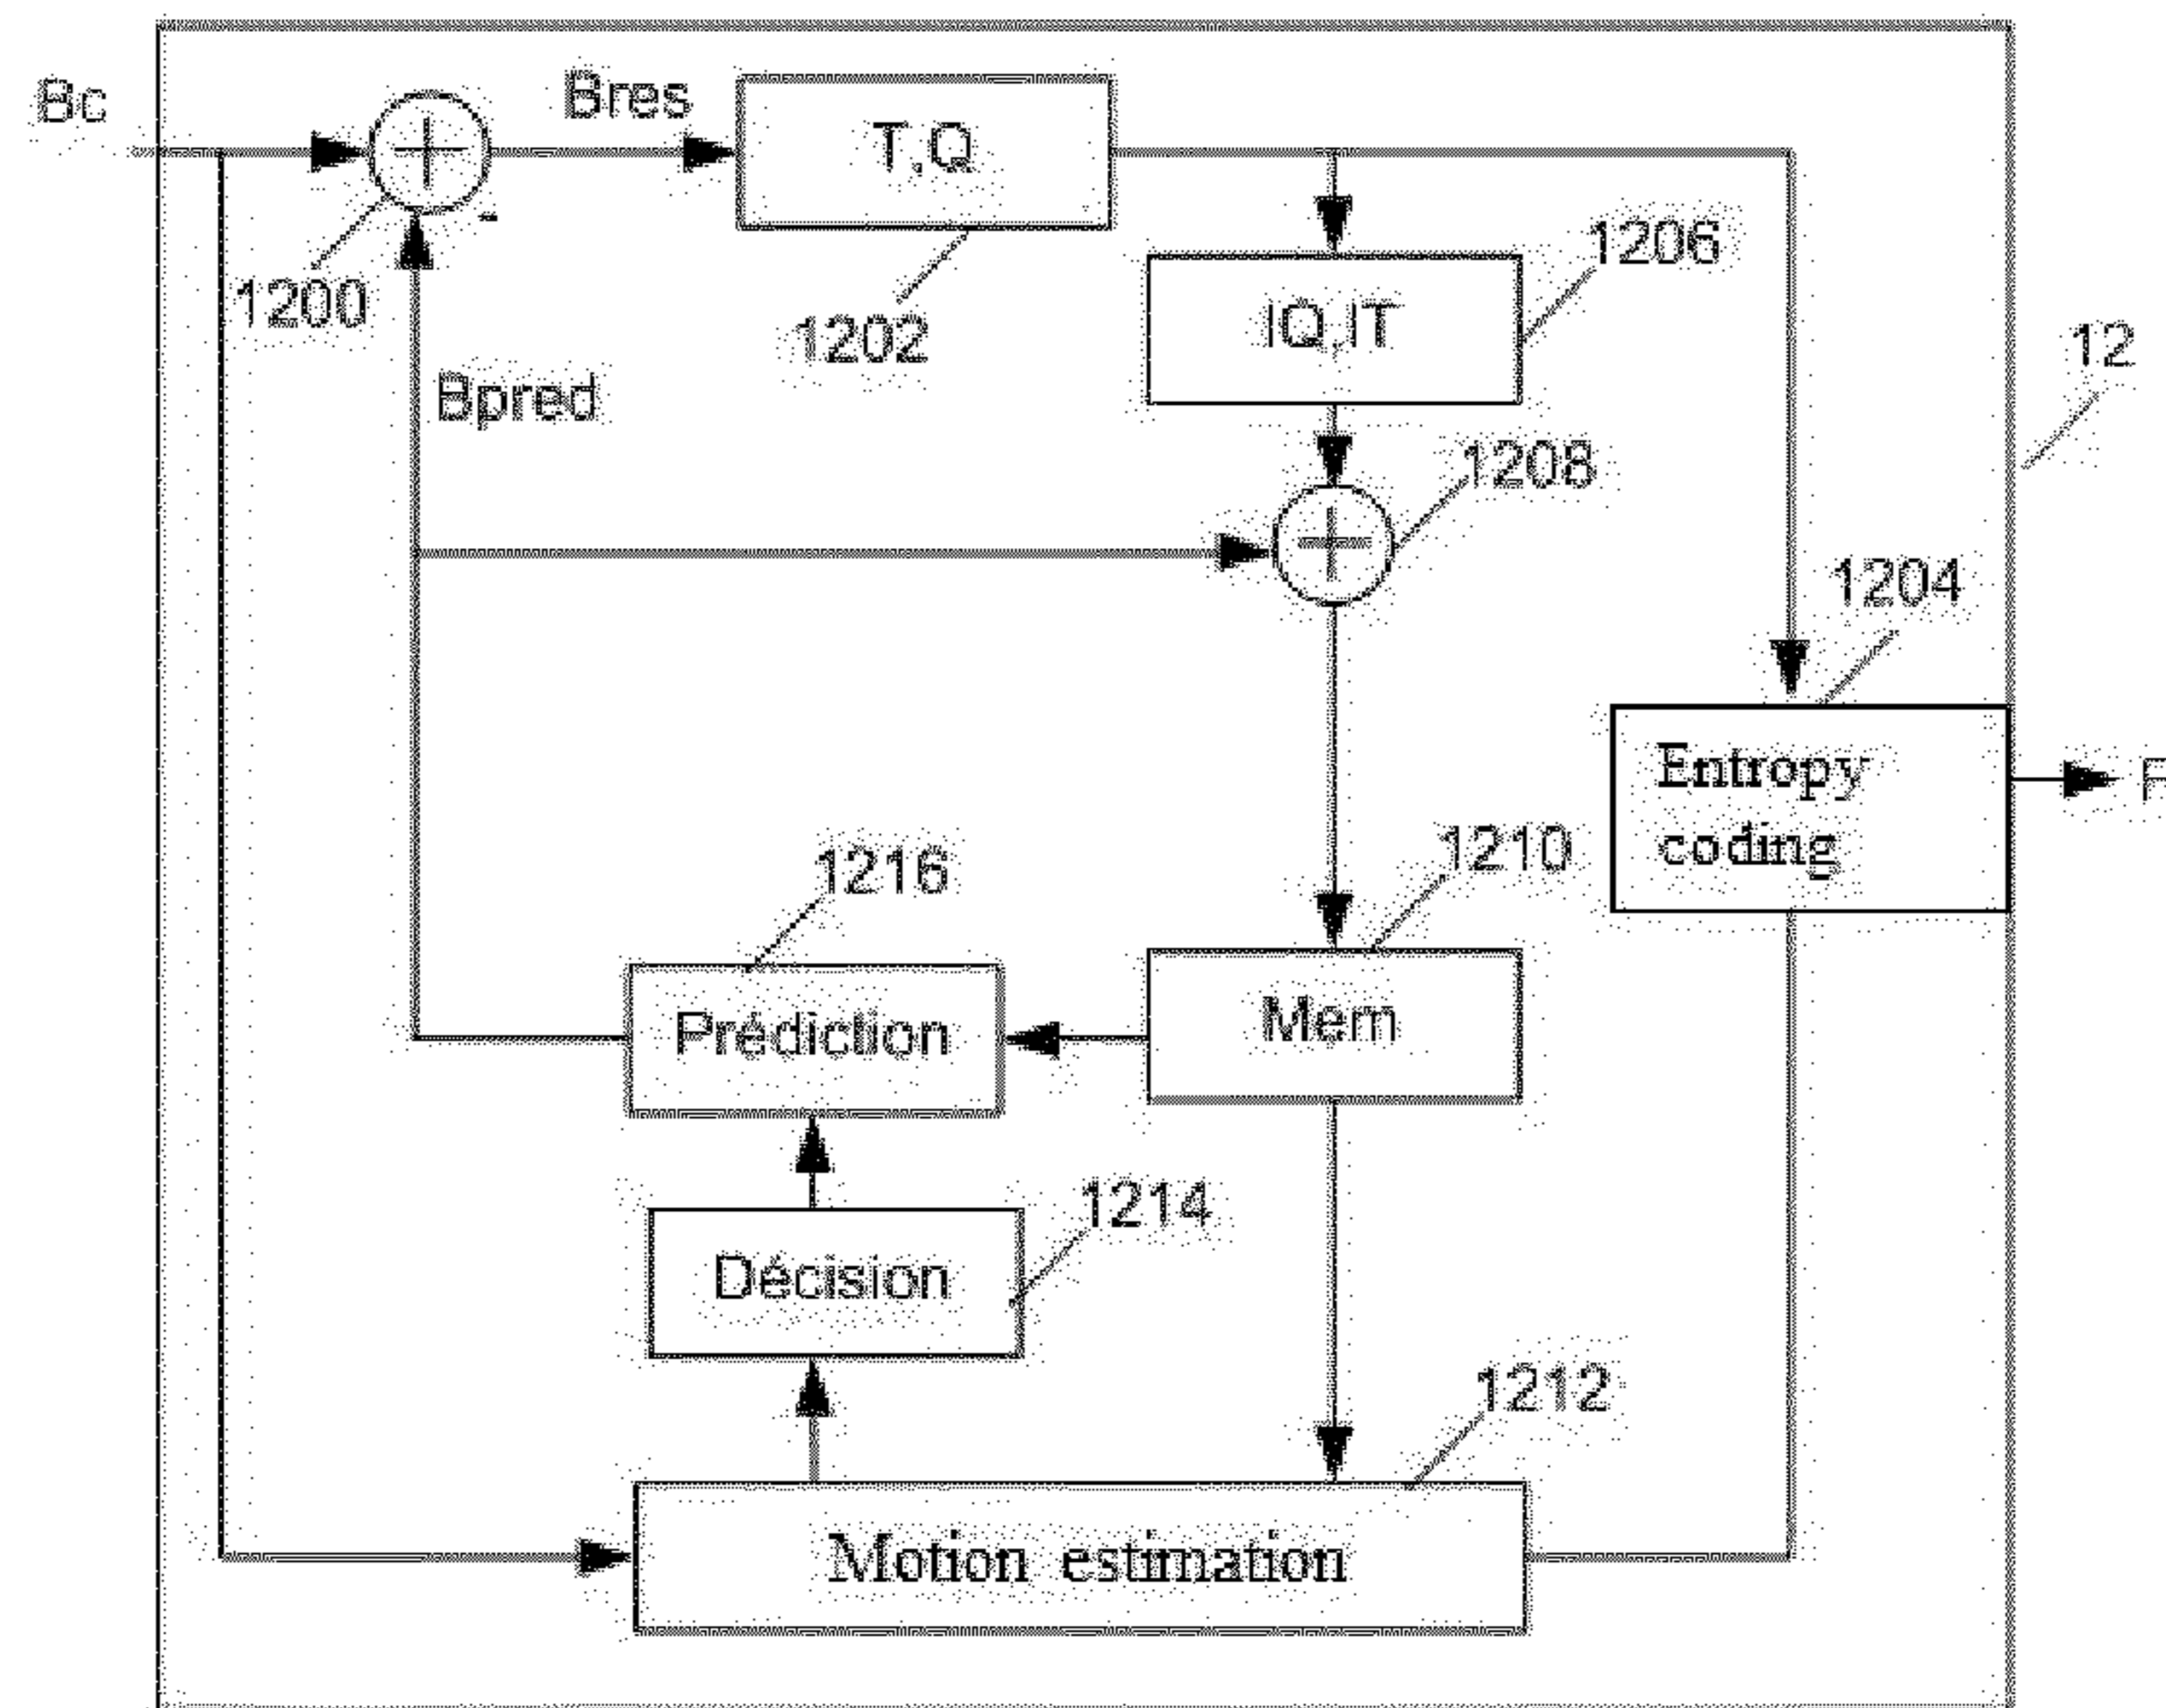 Bc
Bres
T,Q
1200
1202
1206
IQ,IT
12
Bpred
1208
1204
Entropy
coding
F
1216
1210
Prédiction
Mem
1214
Décision
1212
Motion estimation